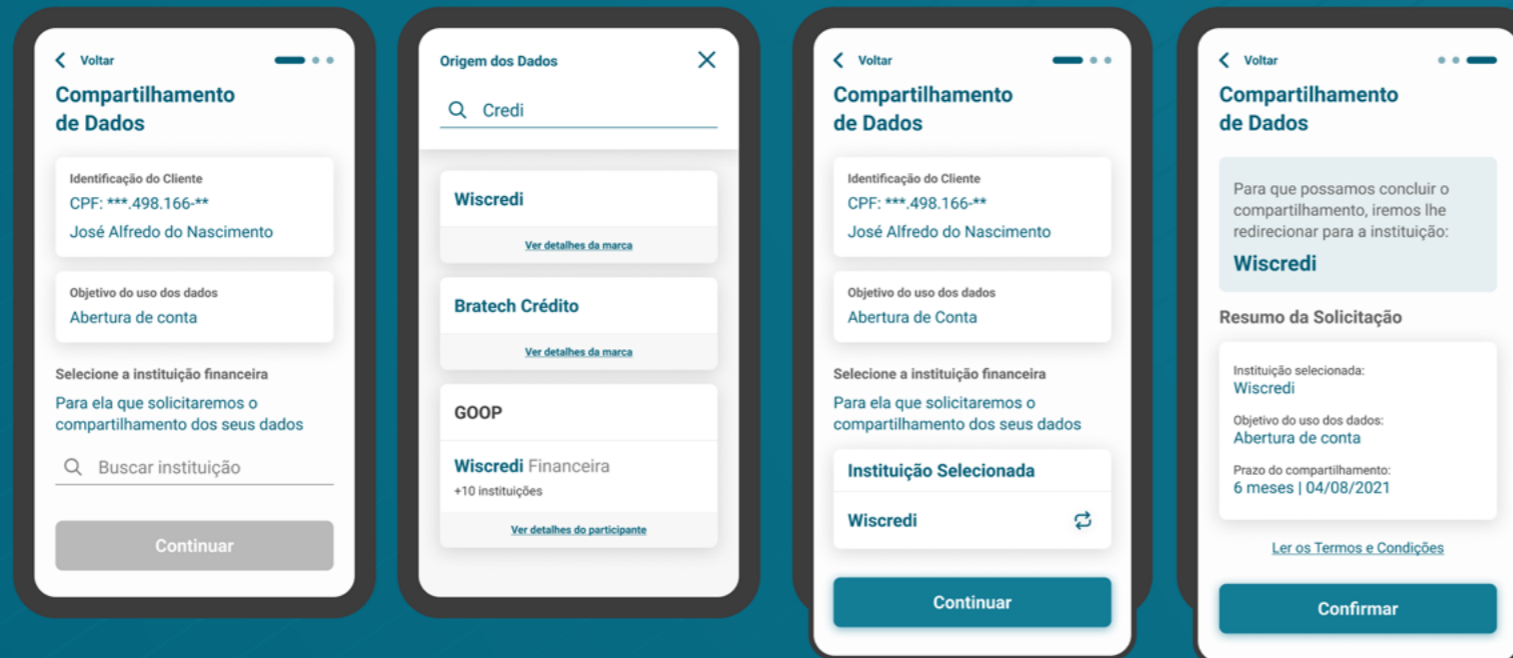 Voltar
Compartilhamento
de Dados
Identificação do Cliente
CPF: ***.498.166-**
José Alfredo do Nascimento
Objetivo do uso dos dados
Abertura de conta
Selecione a instituição financeira
Para ela que solicitaremos o
compartilhamento dos seus dados
Buscar instituição
Continuar
Origem dos Dados
Credi
Wiscredi
Ver detalhes da marca
Bratech Crédito
Ver detalhes da marca
GOOP
Wiscredi Financeira
+10 instituições
Ver detalhes do participante
Voltar
Compartilhamento
de Dados
Identificação do Cliente
CPF: ***.498.166-**
José Alfredo do Nascimento
Objetivo do uso dos dados
Abertura de Conta
Selecione a instituição financeira
Para ela que solicitaremos o
compartilhamento dos seus dados
Instituição Selecionada
Wiscredi
Continuar
Voltar
Compartilhamento
de Dados
Para que possamos concluir o
compartilhamento, iremos lhe
redirecionar para a instituição:
Wiscredi
Resumo da Solicitação
Instituição selecionada:
Wiscredi
Objetivo do uso dos dados:
Abertura de conta
Prazo do compartilhamento:
6 meses | 04/08/2021
Ler os Termos e Condições
Confirmar